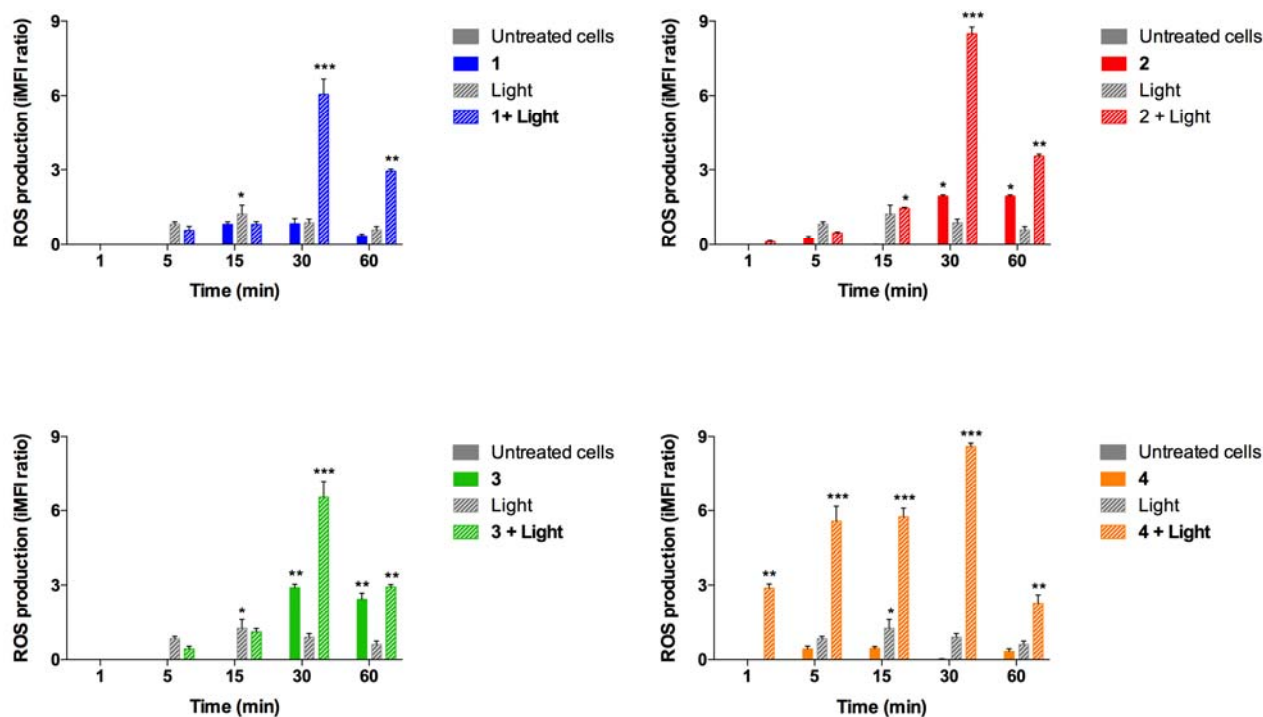 ROS production (iMFI ratio)
9
6
3
0
***
**
*
1 5 15 30 60
Time (min)
Untreated cells
1
Light
1+ Light
ROS production (iMFI ratio)
9
6
3
0
***
**
*
*
*
1 5 15 30 60
Time (min)
Untreated cells
2
Light
2 + Light
ROS production (iMFI ratio)
9
6
3
0
***
** ** **
*
1 5 15 30 60
Time (min)
Untreated cells
3
Light
3 + Light
ROS production (iMFI ratio)
9
6
3
0
***
*** ***
** **
*
1 5 15 30 60
Time (min)
Untreated cells
4
Light
4 + Light